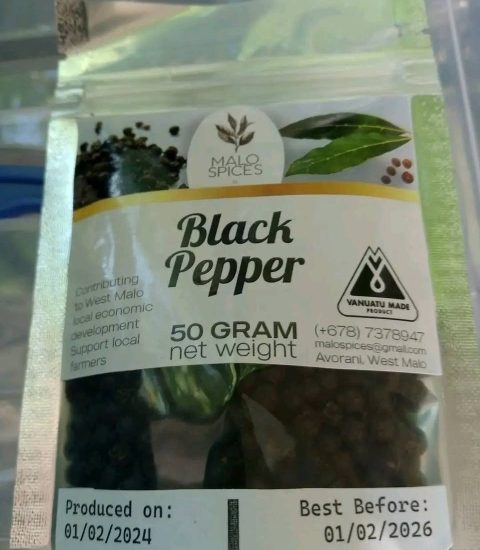 MALO
SPICES
Black
Pepper
Contributing
to West Malo
local economic
development
Support local
farmers
50 GRAM
net weight
VANUATU MADE
PRODUCT
(+678) 7378947
malospices@gmail.com
Avorani, West Malo
Produced on:
01/02/2024
Best Before:
01/02/2026